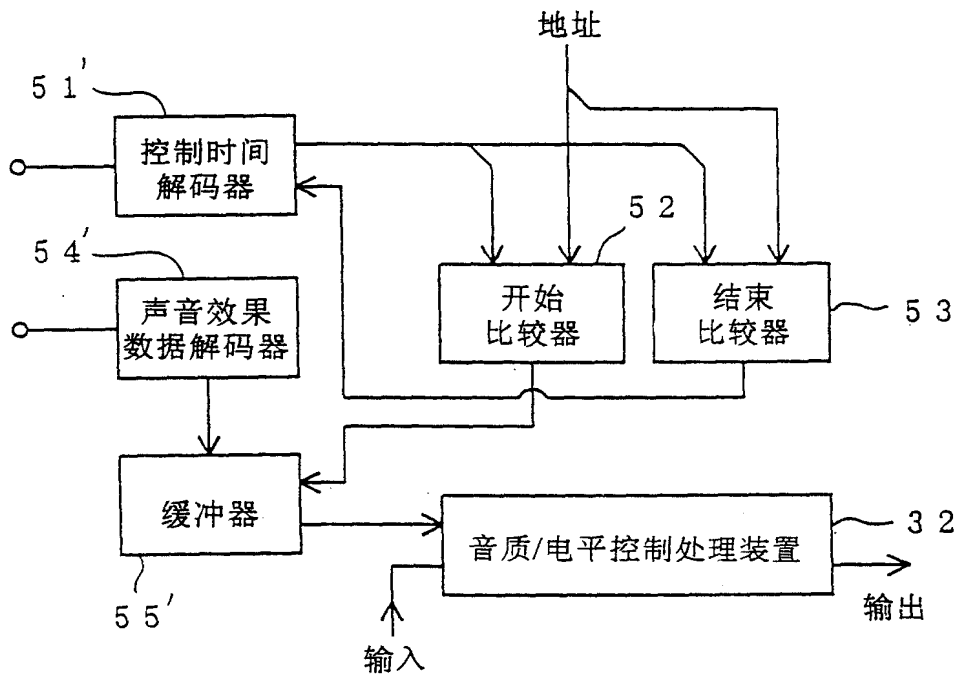 地址
51'
控制时间
解码器
52
54'
开始
比较器
结束
比较器
53
声音效果
数据解码器
缓冲器
32
音质/电平控制处理装置
55'
输入
输出